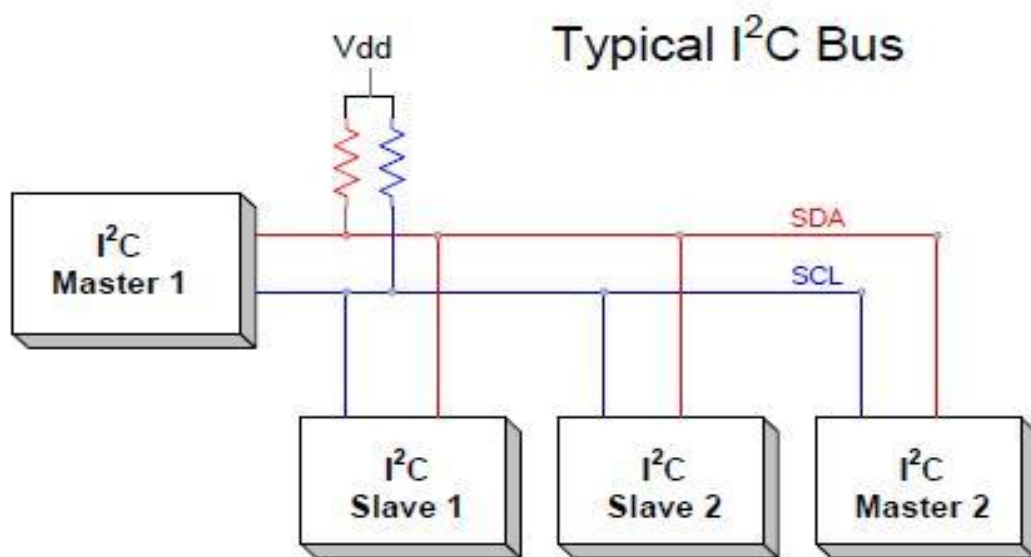 Typical I²C Bus
Vdd
I²C
Master 1
SDA
SCL
I²C
Slave 1
I²C
Slave 2
I²C
Master 2